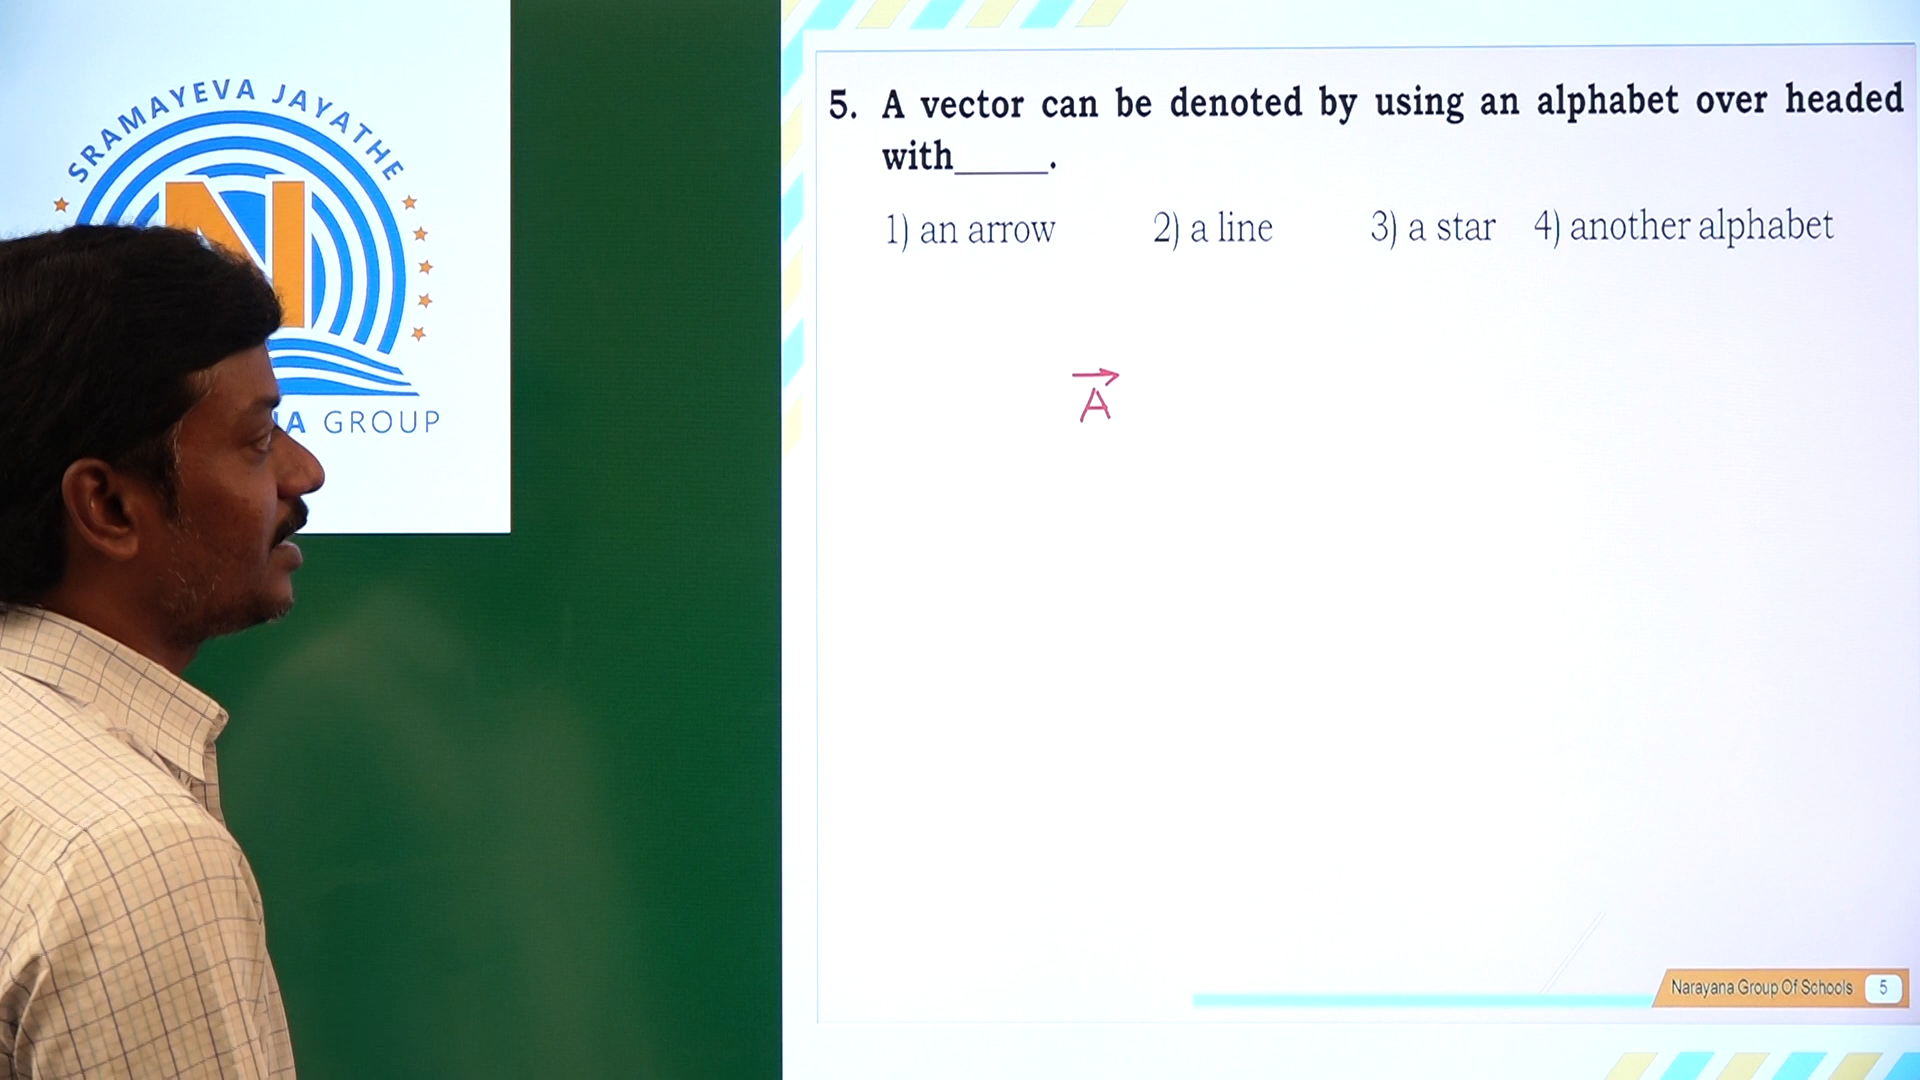 SRAMAYEVA JAYATHE
N
GROUP
5. A vector can be denoted by using an alphabet over headed
with_____.
1) an arrow 2) a line 3) a star 4) another alphabet
A
Narayana Group Of Schools 5